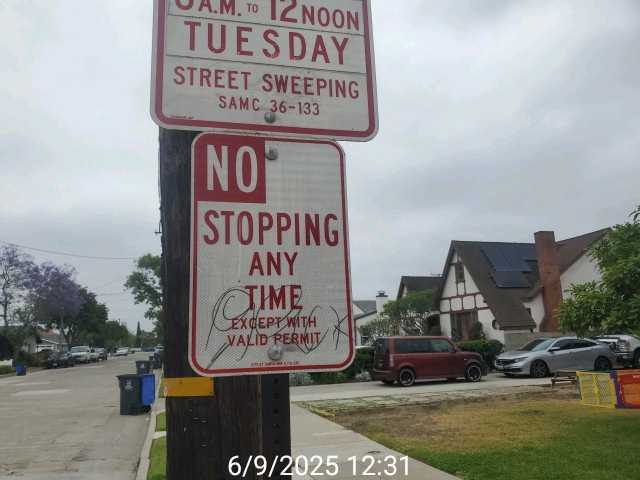 8 A.M. TO 12 NOON
TUESDAY
STREET SWEEPING
SAMC 36-133
NO
STOPPING
ANY
TIME
EXCEPT WITH
VALID PERMIT
6/9/2025 12:31